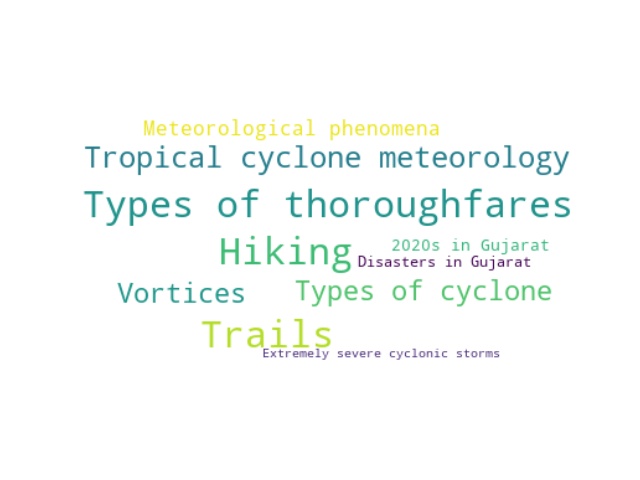 Meteorological phenomena
Tropical cyclone meteorology
Types of thoroughfares
Hiking
2020s in Gujarat
Disasters in Gujarat
Vortices
Types of cyclone
Trails
Extremely severe cyclonic storms